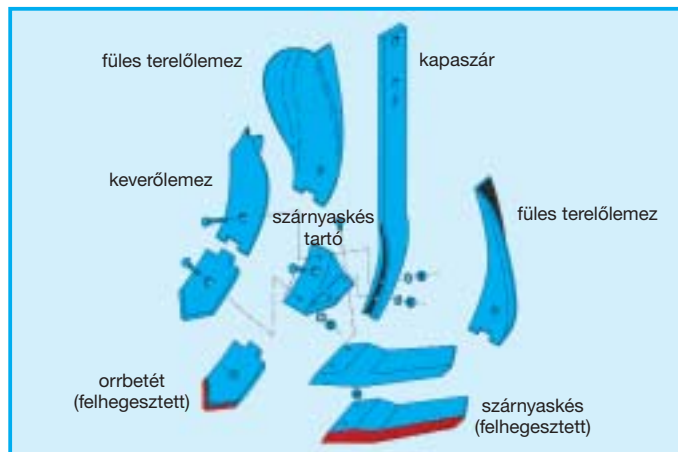 füles terelőlemez
kapaszár
keverőlemez
szárnyaskés
tartó
füles terelőlemez
orrbetét
(felhegesztett)
szárnyaskés
(felhegesztett)